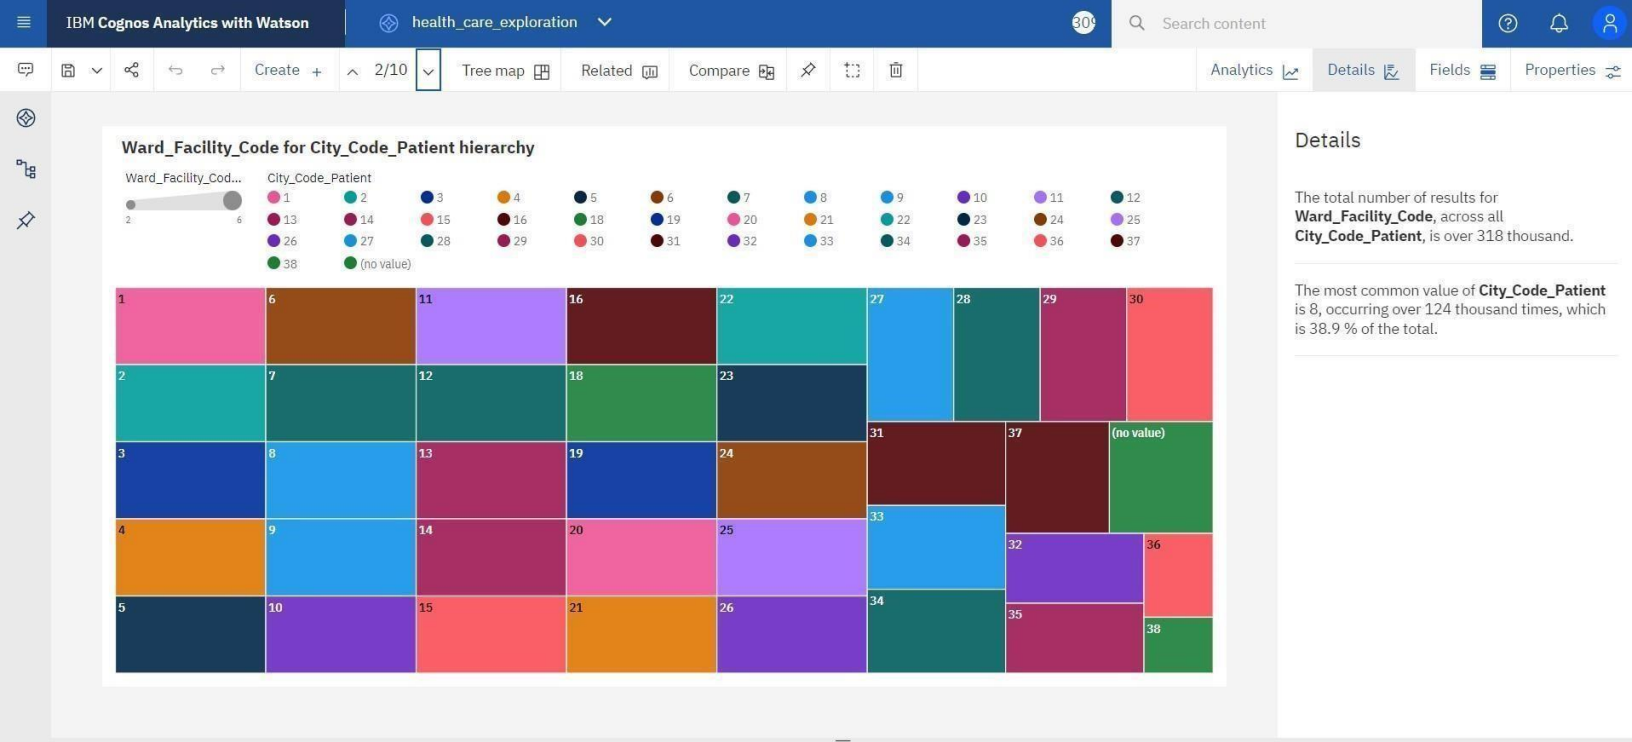 IBM Cognos Analytics with Watson
health_care_exploration
309
Search content
Create
2/10
Tree map
Related
Compare
Analytics
Details
Fields
Properties
Ward_Facility_Code for City_Code_Patient hierarchy
Ward_Facility_Cod...
2 6
City_Code_Patient
1 2 3 4 5 6 7 8 9 10 11 12
13 14 15 16 18 19 20 21 22 23 24 25
26 27 28 29 30 31 32 33 34 35 36 37
38 (no value)
1 6 11 16 22 27 28 29 30
2 7 12 18 23
31 37 (no value)
3 8 13 19 24
33
4 9 14 20 25
32 36
34
5 10 15 21 26
35
38
Details
The total number of results for
Ward_Facility_Code, across all
City_Code_Patient, is over 318 thousand.
The most common value of City_Code_Patient
is 8, occurring over 124 thousand times, which
is 38.9 % of the total.